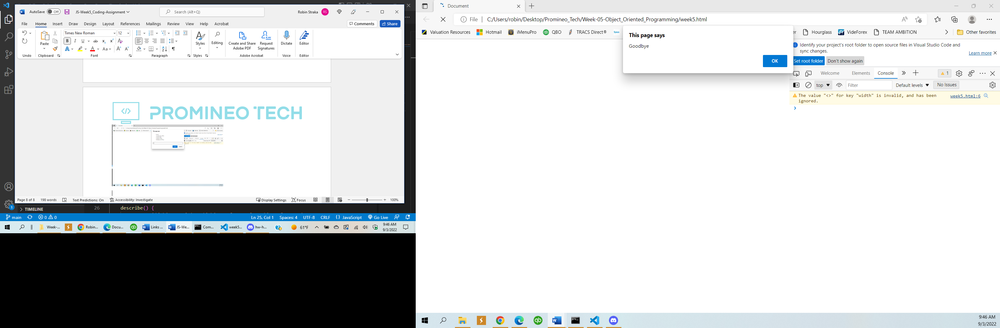 AutoSave Off JS-Week5_Coding-Assignment Search (Alt+Q) Robin Straka RS
File Home Insert Draw Design Layout References Mailings Review View Help Acrobat Comments Share
Times New Roman 12
Paste Styles Editing Create and Share Adobe PDF Request Signatures Dictate Editor
Undo Clipboard Font Paragraph Styles Adobe Acrobat Voice Editor
PROMINEO TECH
Page 8 of 8 198 words Text Predictions: On Accessibility: Investigate Display Settings Focus 100%
TIMELINE 26 describe() {
main 0 0 Ln 25, Col 1 Spaces: 4 UTF-8 CRLF {} JavaScript Go Live
Week-... Robin... Docu... Links ... JS-We... Com... week5... hw-h... 61°F 9:46 AM
9/3/2022
Document
File C:/Users/robin/Desktop/Promineo_Tech/Week-05-Object_Oriented_Programming/week5.html
Valuation Resources Hotmail iMenuPro QBO TRACS Direct® Sysco Hourglass VideForex TEAM AMBITION Other favorites
This page says
Goodbye
OK
Identify your project's root folder to open source files in Visual Studio Code and
sync changes.
Learn more
Set root folder Don't show again
Welcome Elements Console 1
top Filter Default levels No Issues
The value "<>" for key "width" is invalid, and has been week5.html:6
ignored.
9:46 AM
9/3/2022